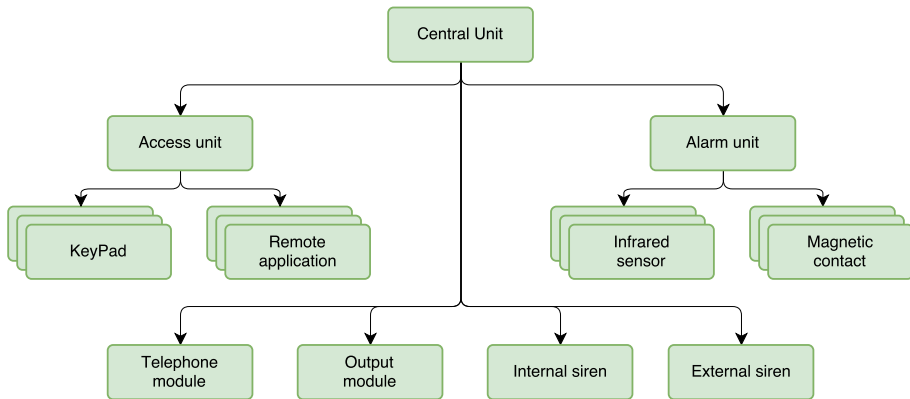 Central Unit
Access unit
Alarm unit
KeyPad
Remote
application
Infrared
sensor
Magnetic
contact
Telephone
module
Output
module
Internal siren
External siren